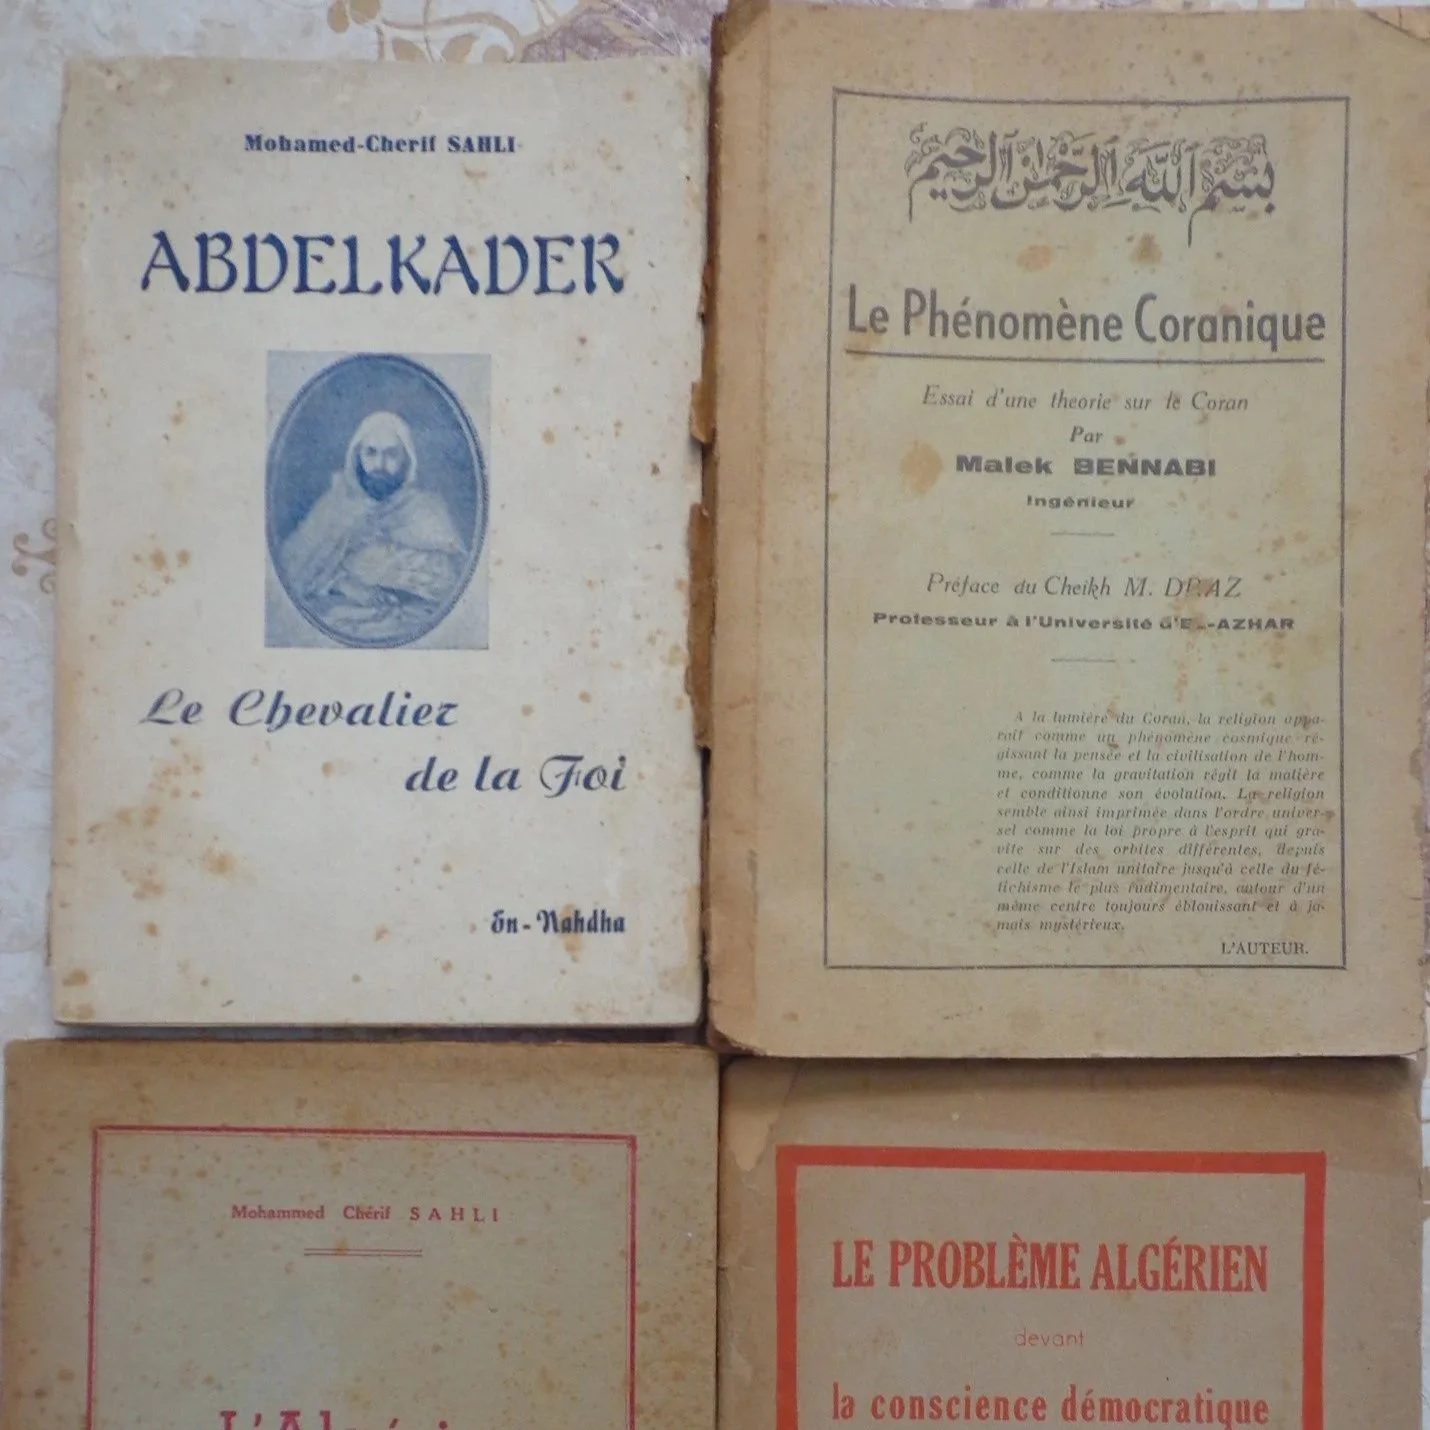 Mohamed-Cherif SAHLI
ABDELKADER
Le Chevalier
de la Foi
En-Nahdha
بسم الله الرحمن الرحيم
Le Phénomène Coranique
Essai d'une theorie sur le Coran
Par
Malek BENNABI
Ingénieur
Préface du Cheikh M. DRAZ
Professeur à l'Université d'EL-AZHAR
A la lumière du Coran, la religion appa-
raît comme un phénomène cosmique ré-
gissant la pensée et la civilisation de l'hom-
me, comme la gravitation régit la matière
et conditionne son évolution. La religion
semble ainsi imprimée dans l'ordre univer-
sel comme la loi propre à l'esprit qui gra-
vite sur des orbites différentes, depuis
celle de l'Islam unitaire jusqu'à celle du fé-
tichisme le plus rudimentaire, autour d'un
même centre toujours éblouissant et à ja-
mais mystérieux.
L'AUTEUR.
Mohammed Chérif SAHLI
LE PROBLÈME ALGÉRIEN
devant
la conscience démocratique